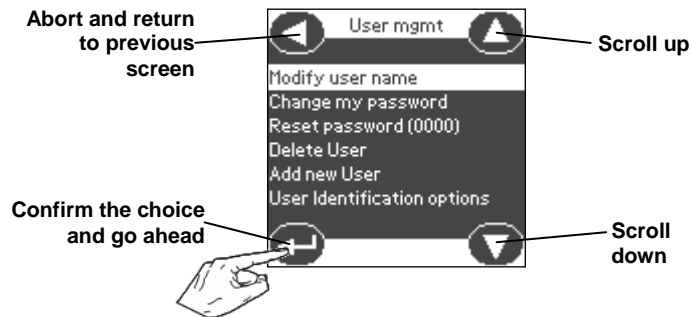 Abort and return
to previous
screen
User mgmt
Scroll up
Modify user name
Change my password
Reset password (0000)
Delete User
Add new User
User Identification options
Confirm the choice
and go ahead
Scroll
down